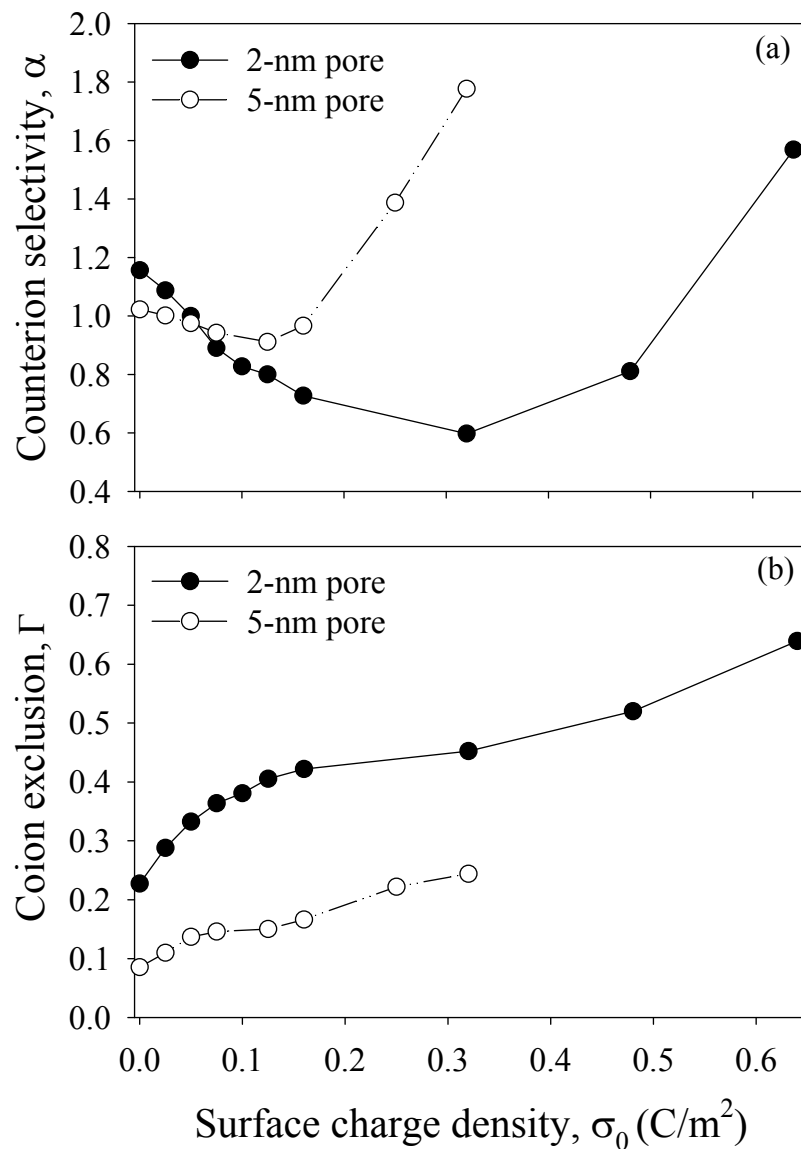 (a)
2-nm pore
5-nm pore
Counterion selectivity, α
2.0
1.8
1.6
1.4
1.2
1.0
0.8
0.6
0.4
(b)
2-nm pore
5-nm pore
Coion exclusion, Γ
0.8
0.7
0.6
0.5
0.4
0.3
0.2
0.1
0.0
0.0 0.1 0.2 0.3 0.4 0.5 0.6
Surface charge density, σ₀ (C/m²)